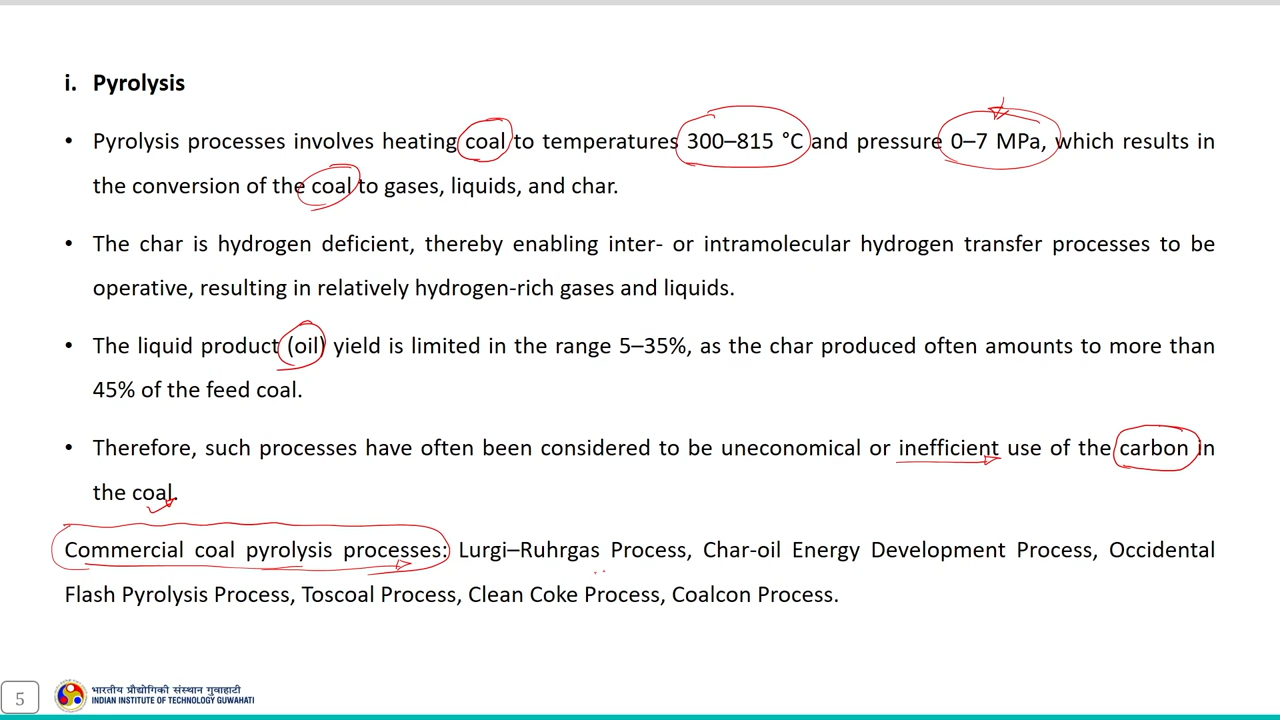 i. Pyrolysis
• Pyrolysis processes involves heating coal to temperatures 300–815 °C and pressure 0–7 MPa, which results in
the conversion of the coal to gases, liquids, and char.
• The char is hydrogen deficient, thereby enabling inter- or intramolecular hydrogen transfer processes to be
operative, resulting in relatively hydrogen-rich gases and liquids.
• The liquid product (oil) yield is limited in the range 5–35%, as the char produced often amounts to more than
45% of the feed coal.
• Therefore, such processes have often been considered to be uneconomical or inefficient use of the carbon in
the coal.
Commercial coal pyrolysis processes: Lurgi–Ruhrgas Process, Char-oil Energy Development Process, Occidental
Flash Pyrolysis Process, Toscoal Process, Clean Coke Process, Coalcon Process.
5
भारतीय प्रौद्योगिकी संस्थान गुवाहाटी
INDIAN INSTITUTE OF TECHNOLOGY GUWAHATI